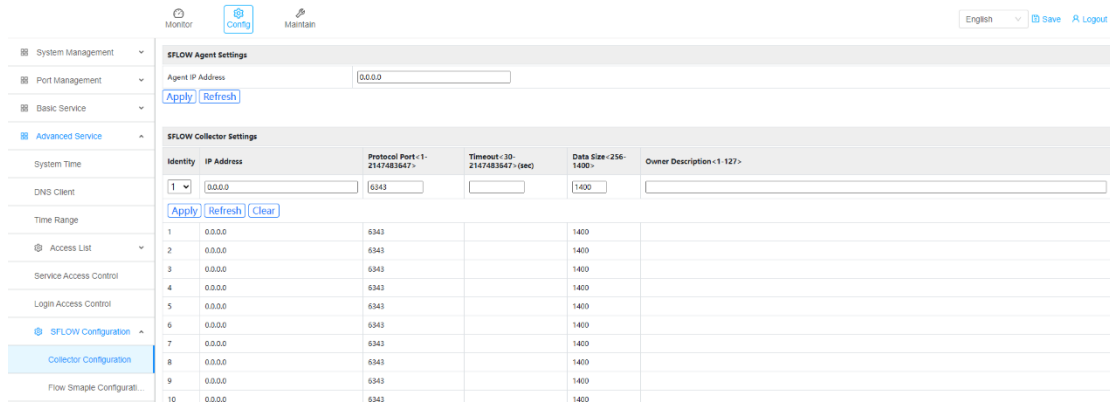 Monitor
Config
Maintain
English
Save
Logout
System Management
Port Management
Basic Service
Advanced Service
System Time
DNS Client
Time Range
Access List
Service Access Control
Login Access Control
SFLOW Configuration
Collector Configuration
Flow Smaple Configurati...
SFLOW Agent Settings
Agent IP Address 0.0.0.0
Apply Refresh
SFLOW Collector Settings
Identity IP Address Protocol Port<1-2147483647> Timeout<30-2147483647>(sec) Data Size<256-1400> Owner Description<1-127>
1 0.0.0.0 6343 1400
Apply Refresh Clear
1 0.0.0.0 6343 1400
2 0.0.0.0 6343 1400
3 0.0.0.0 6343 1400
4 0.0.0.0 6343 1400
5 0.0.0.0 6343 1400
6 0.0.0.0 6343 1400
7 0.0.0.0 6343 1400
8 0.0.0.0 6343 1400
9 0.0.0.0 6343 1400
10 0.0.0.0 6343 1400